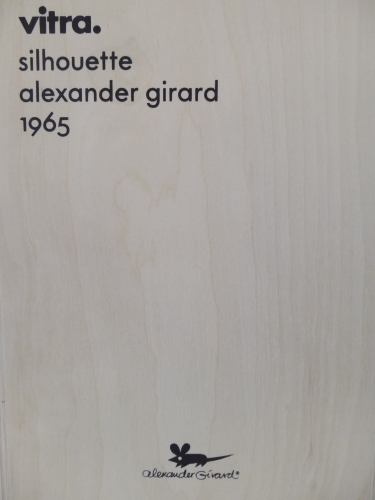 vitra.
silhouette
alexander girard
1965
alexander Girard®